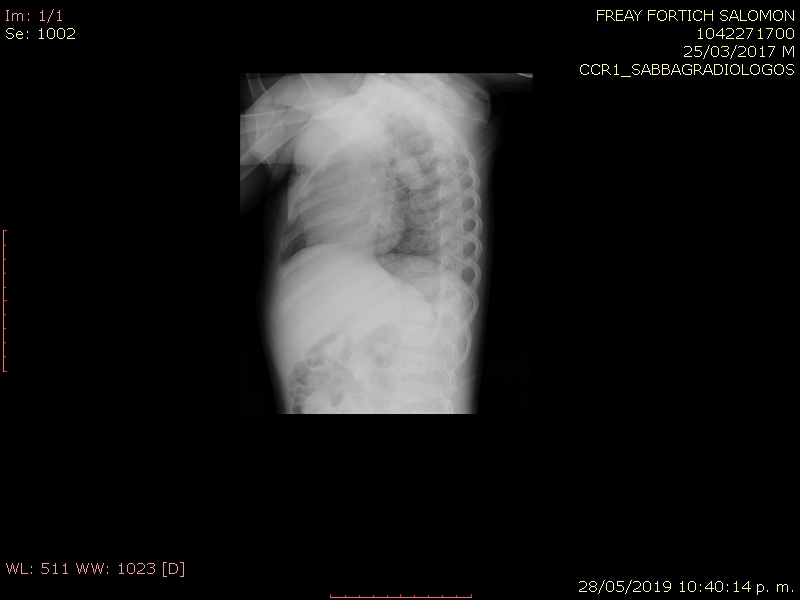 Im: 1/1
Se: 1002
FREAY FORTICH SALOMON
1042271700
25/03/2017 M
CCR1_SABBAGRADIOLOGOS
WL: 511 WW: 1023 [D]
28/05/2019 10:40:14 p. m.